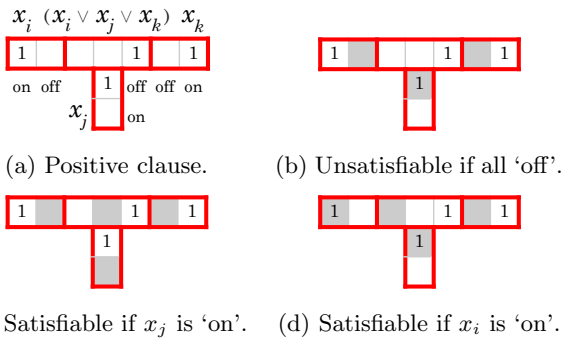 x_i (x_i ∨ x_j ∨ x_k) x_k
1 1 1
on off 1 off off on
x_j on
(a) Positive clause.
1 1 1
1
(b) Unsatisfiable if all ‘off’.
1 1 1
1
Satisfiable if x_j is ‘on’.
1 1 1
1
(d) Satisfiable if x_i is ‘on’.